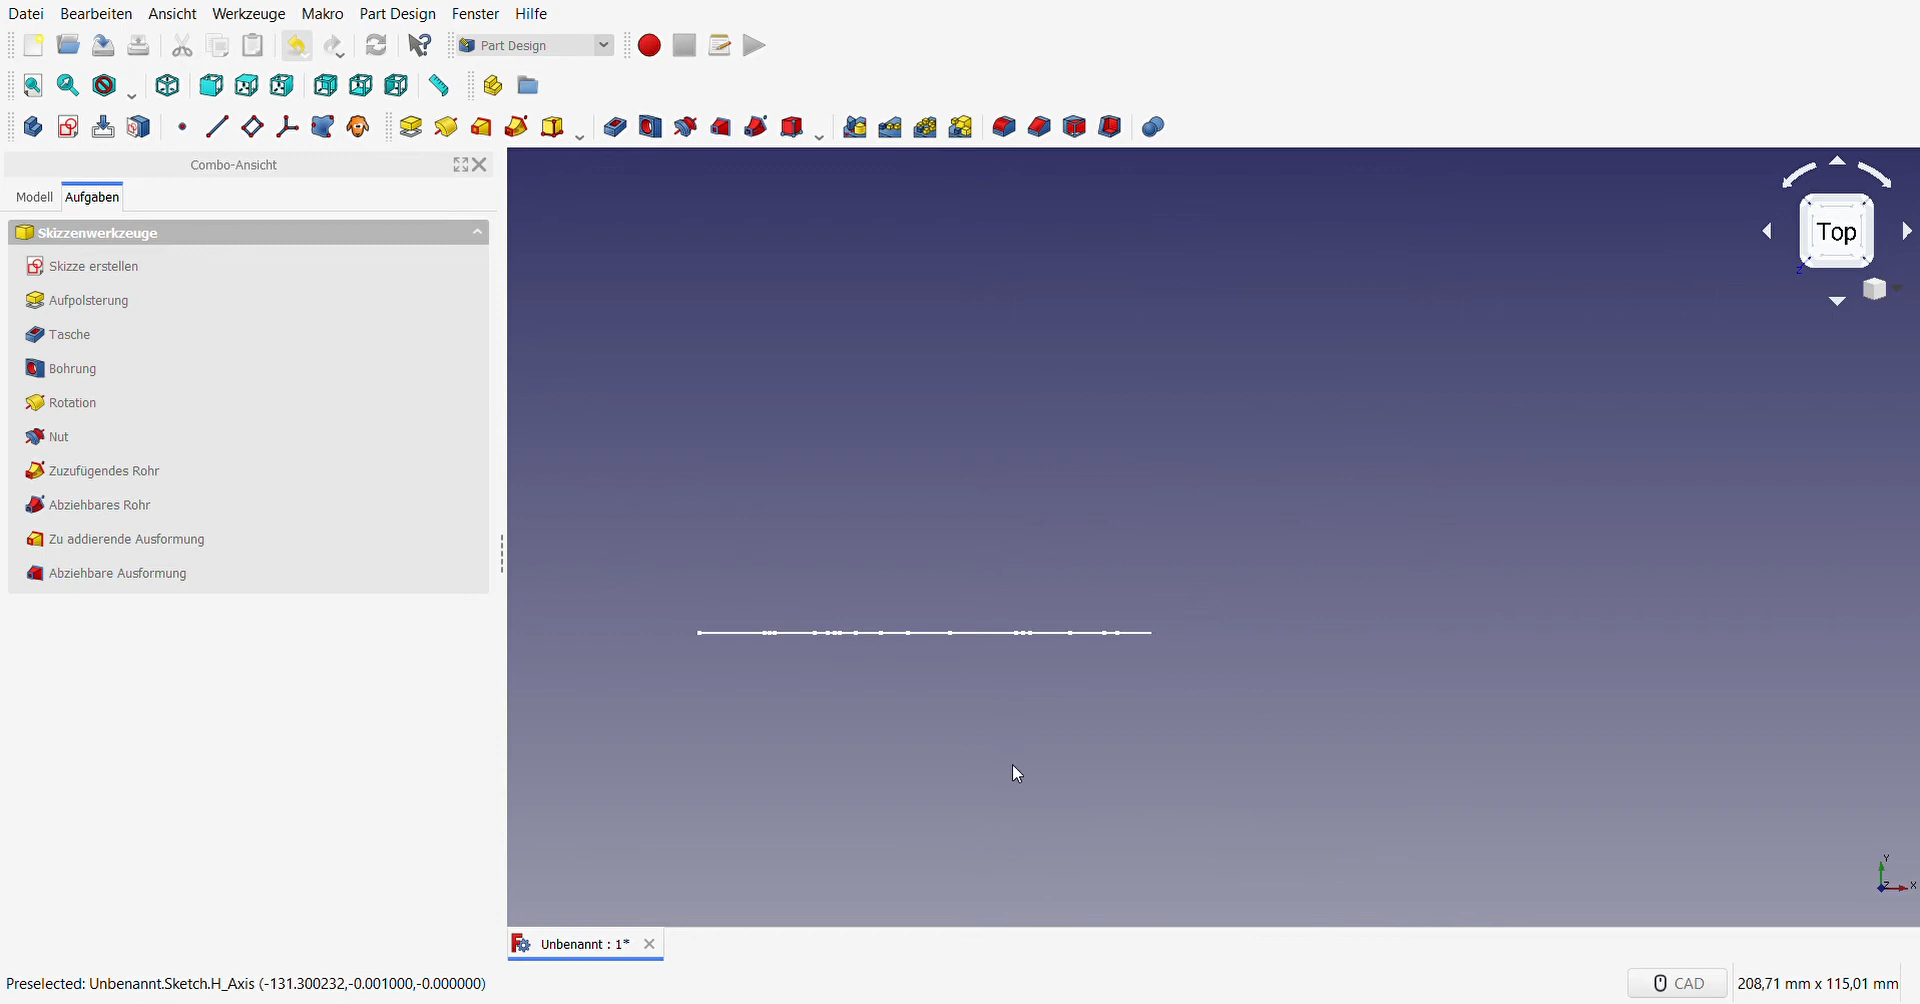 Datei Bearbeiten Ansicht Werkzeuge Makro Part Design Fenster Hilfe
Part Design
Combo-Ansicht
Modell Aufgaben
Skizzenwerkzeuge
Skizze erstellen
Aufpolsterung
Tasche
Bohrung
Rotation
Nut
Zuzufügendes Rohr
Abziehbares Rohr
Zu addierende Ausformung
Abziehbare Ausformung
Top
Z
Y
Z X
Unbenannt : 1*
Preselected: Unbenannt.Sketch.H_Axis (-131.300232,-0.001000,-0.000000)
CAD 208,71 mm x 115,01 mm